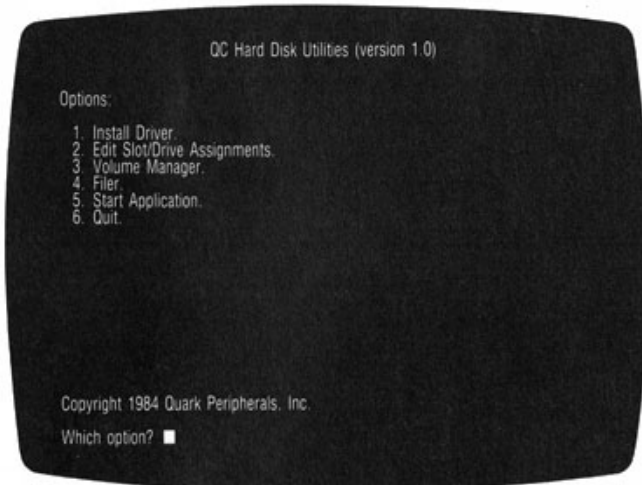 QC Hard Disk Utilities (version 1.0)
Options:
1. Install Driver.
2. Edit Slot/Drive Assignments.
3. Volume Manager.
4. Filer.
5. Start Application.
6. Quit.
Copyright 1984 Quark Peripherals, Inc.
Which option?